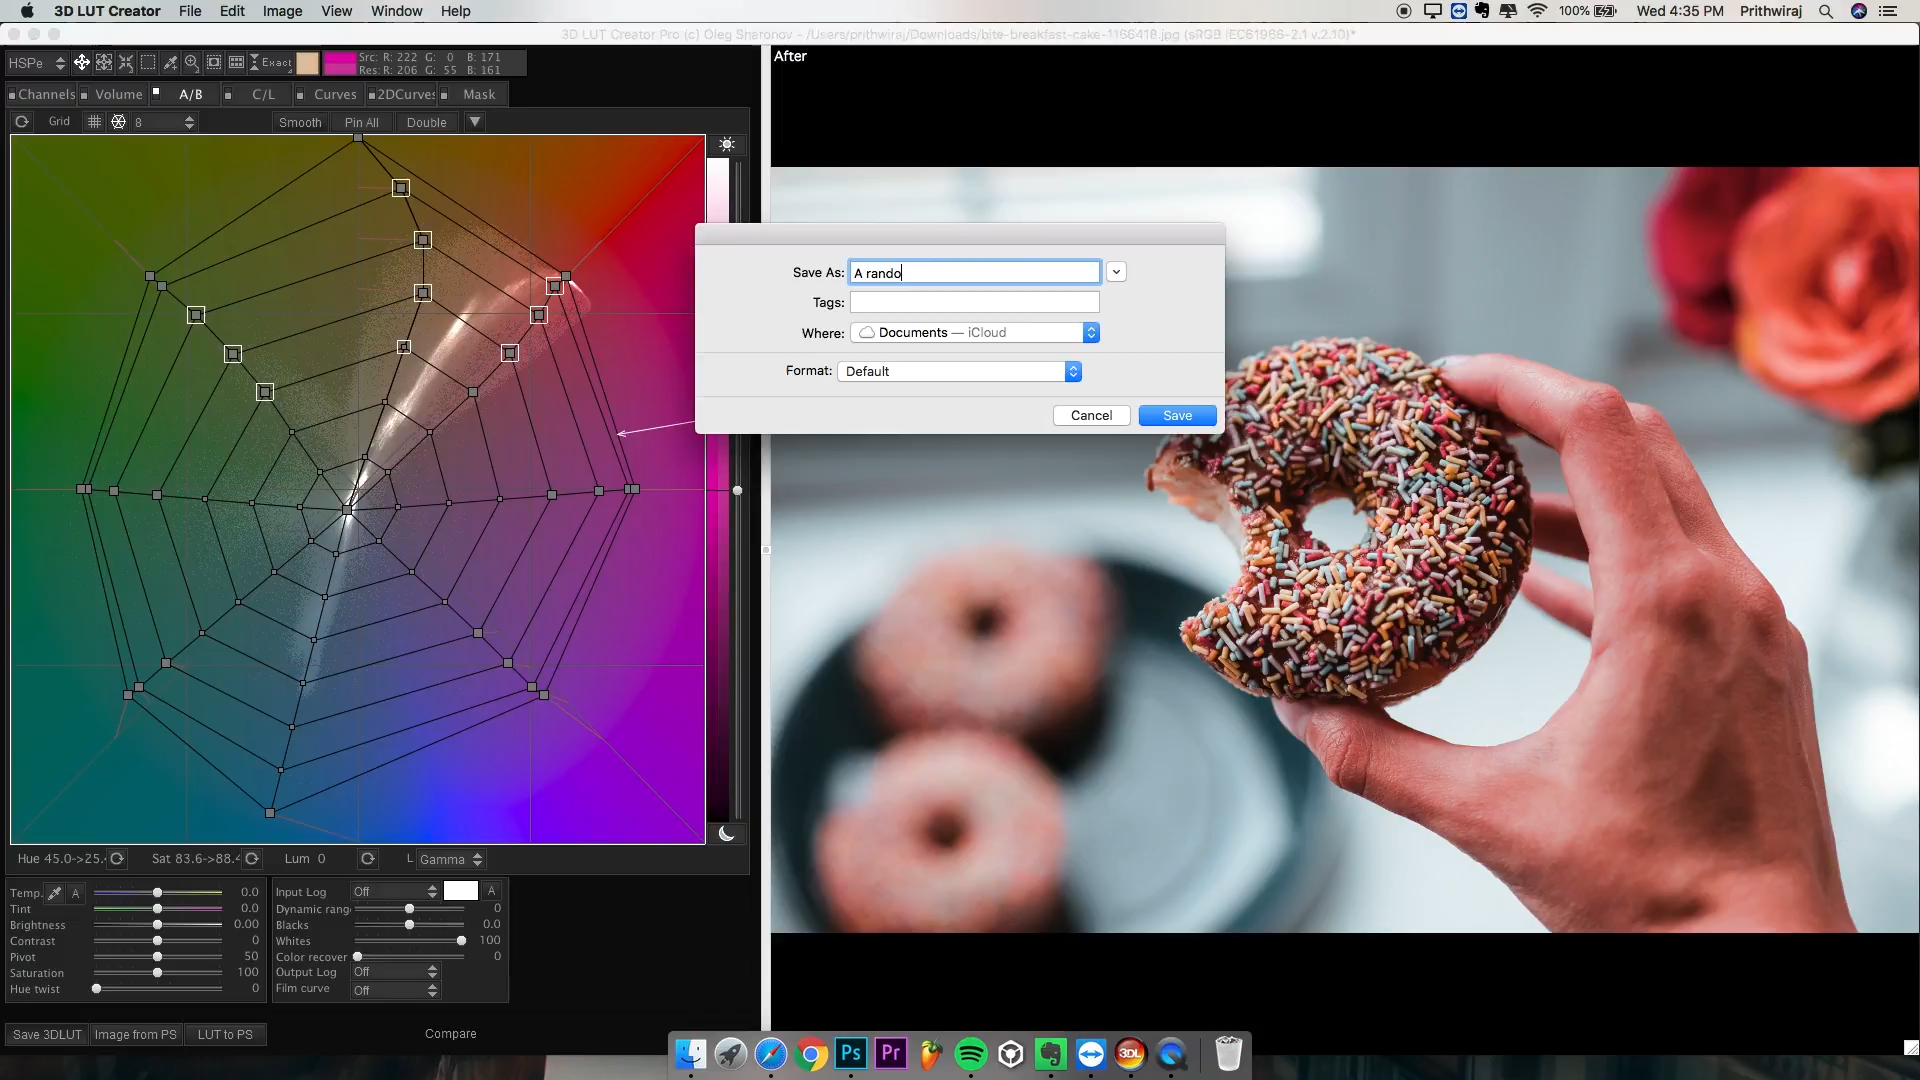 3D LUT Creator File Edit Image View Window Help 100% Wed 4:35 PM Prithwiraj
3D LUT Creator Pro (c) Oleg Sharonov - /Users/prithwiraj/Downloads/bite-breakfast-cake-1166418.jpg (sRGB IEC61966-2.1 v.2.10)*
HSPe Exact Src: R: 222 G: 0 B: 171
Res: R: 206 G: 55 B: 161
After
Channels Volume A/B C/L Curves 2DCurves Mask
Grid 8 Smooth Pin All Double
Save As: A rando
Tags:
Where: Documents — iCloud
Format: Default
Cancel Save
Hue 45.0->25. Sat 83.6->88.4 Lum 0 L Gamma
Temp. A 0.0 Input Log Off A
Tint 0.0 Dynamic rang 0
Brightness 0.00 Blacks 0.0
Contrast 0 Whites 100
Pivot 50 Color recover 0
Saturation 100 Output Log Off
Hue twist 0 Film curve Off
Save 3DLUT Image from PS LUT to PS Compare
Ps Pr 3DL